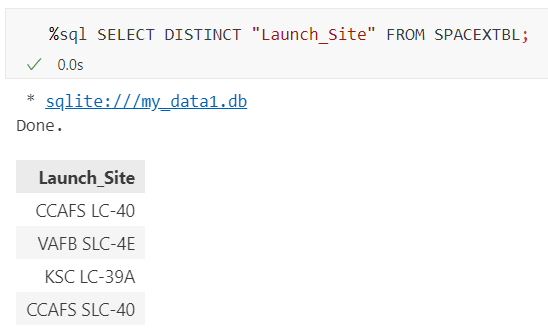 %sql SELECT DISTINCT "Launch_Site" FROM SPACEXTBL;
0.0s
* sqlite:///my_data1.db
Done.
Launch_Site
CCAFS LC-40
VAFB SLC-4E
KSC LC-39A
CCAFS SLC-40